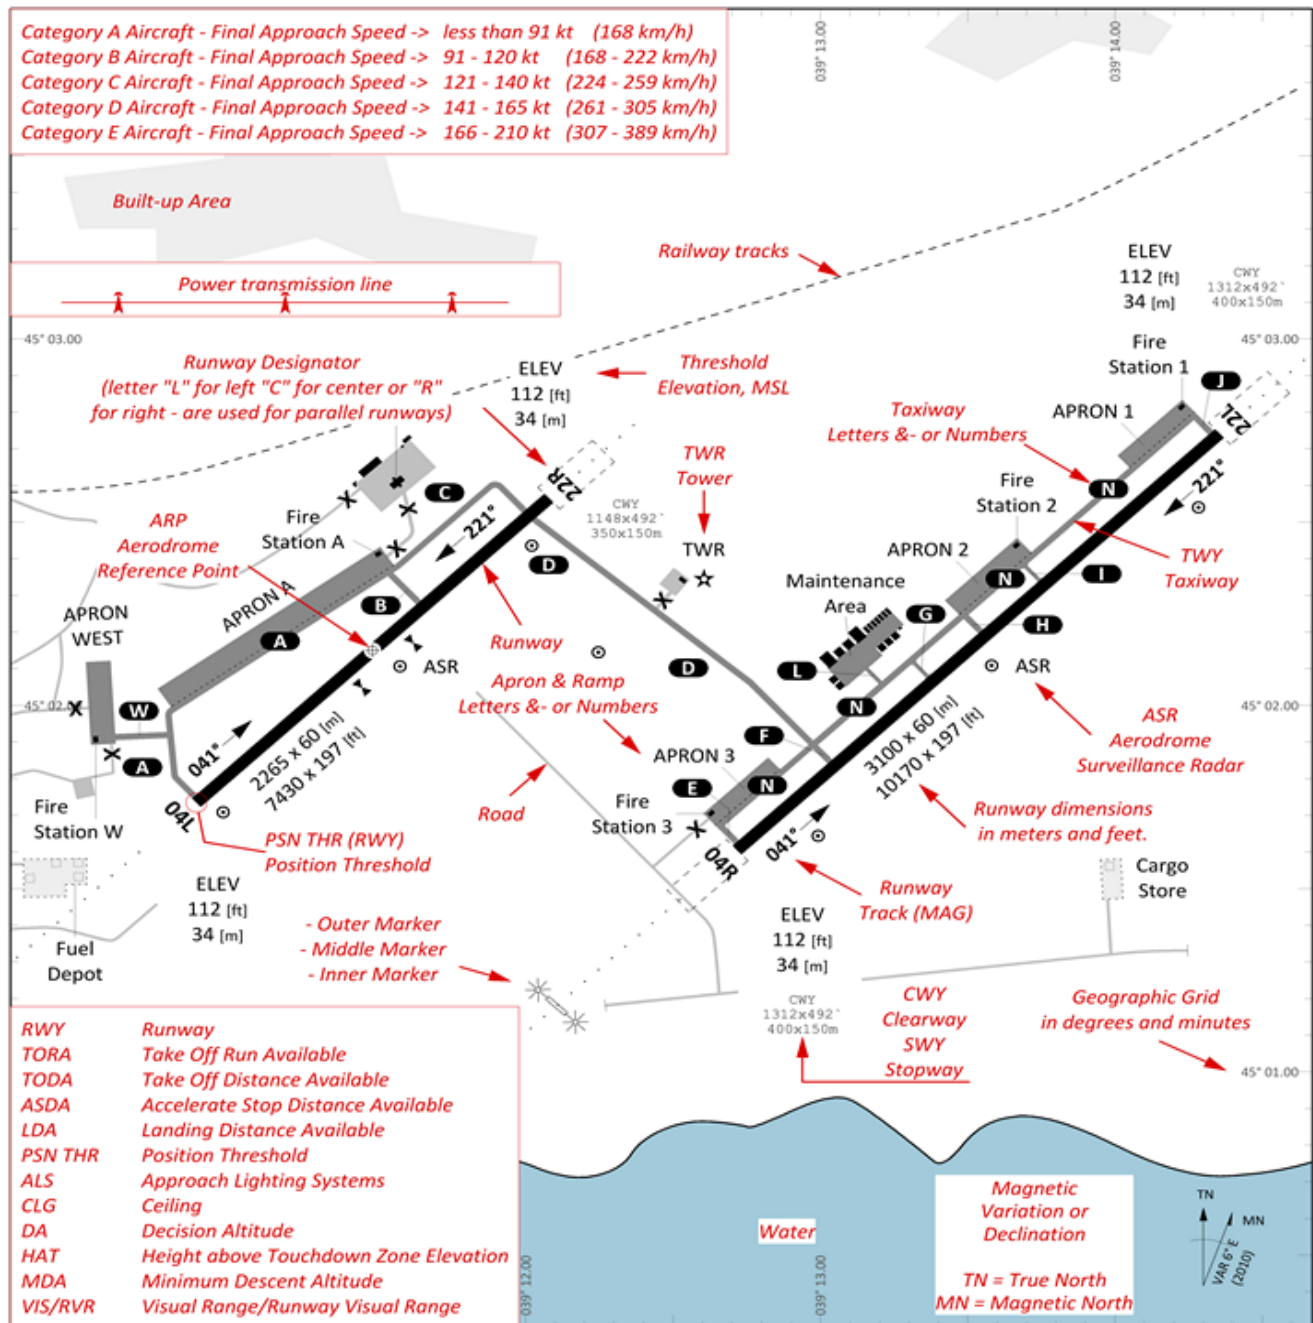 Category A Aircraft - Final Approach Speed -> less than 91 kt (168 km/h)
Category B Aircraft - Final Approach Speed -> 91 - 120 kt (168 - 222 km/h)
Category C Aircraft - Final Approach Speed -> 121 - 140 kt (224 - 259 km/h)
Category D Aircraft - Final Approach Speed -> 141 - 165 kt (261 - 305 km/h)
Category E Aircraft - Final Approach Speed -> 166 - 210 kt (307 - 389 km/h)
039° 13.00
039° 14.00
Built-up Area
Railway tracks
Power transmission line
ELEV
112 [ft]
34 [m]
CWY
1312x492`
400x150m
45° 03.00
45° 03.00
Runway Designator
(letter "L" for left "C" for center or "R"
for right - are used for parallel runways)
ELEV
112 [ft]
34 [m]
Threshold
Elevation, MSL
Fire
Station 1
J
22L
APRON 1
Taxiway
Letters &- or Numbers
TWR
Tower
N
221°
22R
C
221°
CWY
1148x492`
350x150m
Fire
Station A
Fire
Station 2
ARP
Aerodrome
Reference Point
D
TWR
APRON 2
N
I
TWY
Taxiway
Maintenance
Area
APRON A
B
G
H
APRON
WEST
A
Runway
ASR
D
L
ASR
Apron & Ramp
Letters &- or Numbers
W
N
45° 02.00
45° 02.00
ASR
Aerodrome
Surveillance Radar
A
041°
2265 x 60 [m]
7430 x 197 [ft]
F
3100 x 60 [m]
10170 x 197 [ft]
APRON 3
N
E
Fire
Station W
04L
Road
Fire
Station 3
Runway dimensions
in meters and feet.
PSN THR (RWY)
Position Threshold
04R
041°
Cargo
Store
ELEV
112 [ft]
34 [m]
Runway
Track (MAG)
Fuel
Depot
- Outer Marker
- Middle Marker
- Inner Marker
ELEV
112 [ft]
34 [m]
CWY
1312x492`
400x150m
CWY
Clearway
SWY
Stopway
Geographic Grid
in degrees and minutes
45° 01.00
RWY Runway
TORA Take Off Run Available
TODA Take Off Distance Available
ASDA Accelerate Stop Distance Available
LDA Landing Distance Available
PSN THR Position Threshold
ALS Approach Lighting Systems
CLG Ceiling
DA Decision Altitude
HAT Height above Touchdown Zone Elevation
MDA Minimum Descent Altitude
VIS/RVR Visual Range/Runway Visual Range
039° 12.00
Water
039° 13.00
Magnetic
Variation or
Declination
TN = True North
MN = Magnetic North
TN
MN
VAR 6° E
(2010)